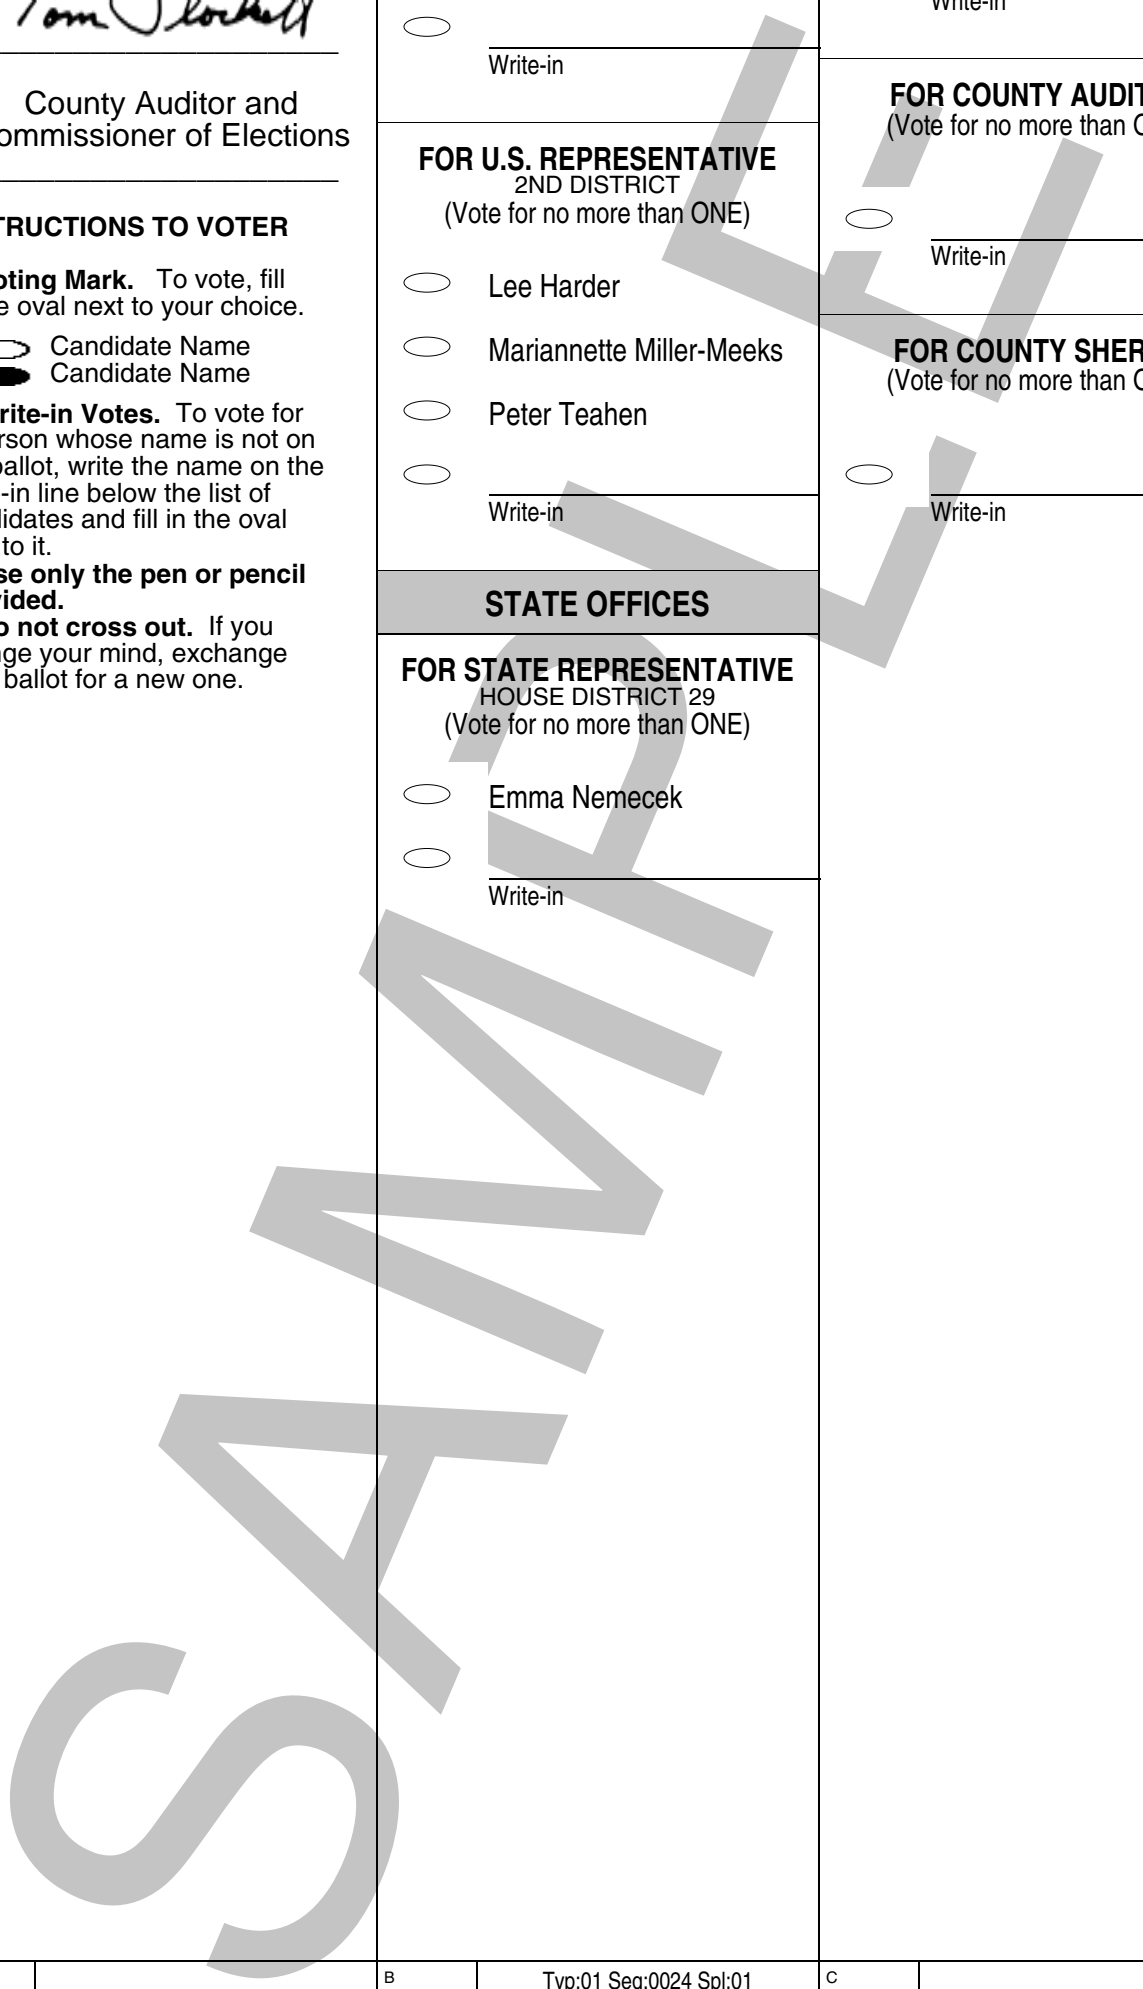 Tom Slockett
County Auditor and
ommissioner of Elections
TRUCTIONS TO VOTER
oting Mark. To vote, fill
e oval next to your choice.
Candidate Name
Candidate Name
rite-in Votes. To vote for
rson whose name is not on
ballot, write the name on the
-in line below the list of
lidates and fill in the oval
to it.
se only the pen or pencil
vided.
o not cross out. If you
nge your mind, exchange
ballot for a new one.
Write-in
FOR U.S. REPRESENTATIVE
2ND DISTRICT
(Vote for no more than ONE)
Lee Harder
Mariannette Miller-Meeks
Peter Teahen
Write-in
STATE OFFICES
FOR STATE REPRESENTATIVE
HOUSE DISTRICT 29
(Vote for no more than ONE)
Emma Nemecek
Write-in
B
Typ:01 Seq:0024 Spl:01
Write-in
FOR COUNTY AUDIT
(Vote for no more than O
Write-in
FOR COUNTY SHER
(Vote for no more than O
Write-in
C
SAMPLE